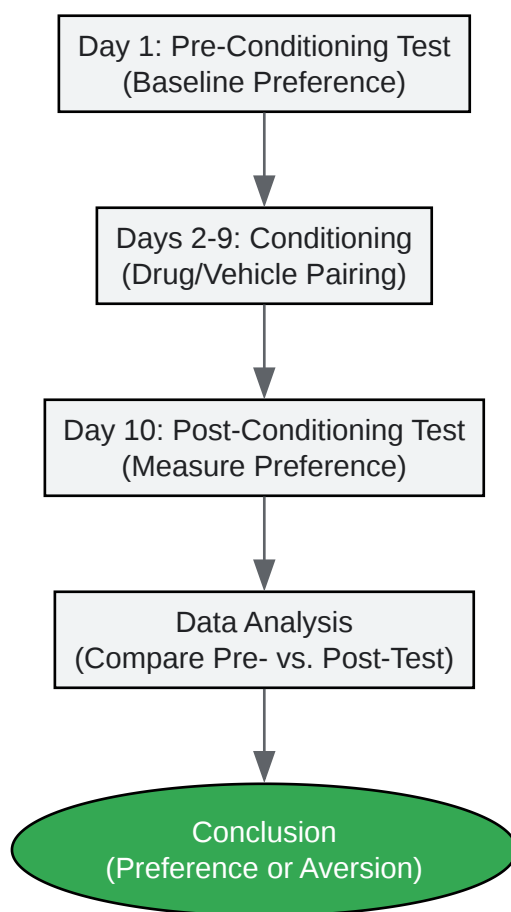 Day 1: Pre-Conditioning Test
(Baseline Preference)
Days 2-9: Conditioning
(Drug/Vehicle Pairing)
Day 10: Post-Conditioning Test
(Measure Preference)
Data Analysis
(Compare Pre- vs. Post-Test)
Conclusion
(Preference or Aversion)